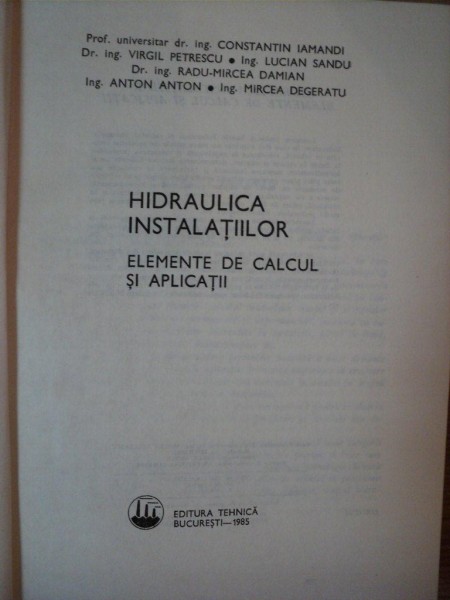 Prof. universitar dr. ing. CONSTANTIN IAMANDI
Dr. ing. VIRGIL PETRESCU • Ing. LUCIAN SANDU
Dr. ing. RADU-MIRCEA DAMIAN
Ing. ANTON ANTON • Ing. MIRCEA DEGERATU
HIDRAULICA
INSTALAȚIILOR
ELEMENTE DE CALCUL
ȘI APLICAȚII
EDITURA TEHNICĂ
BUCUREȘTI—1985